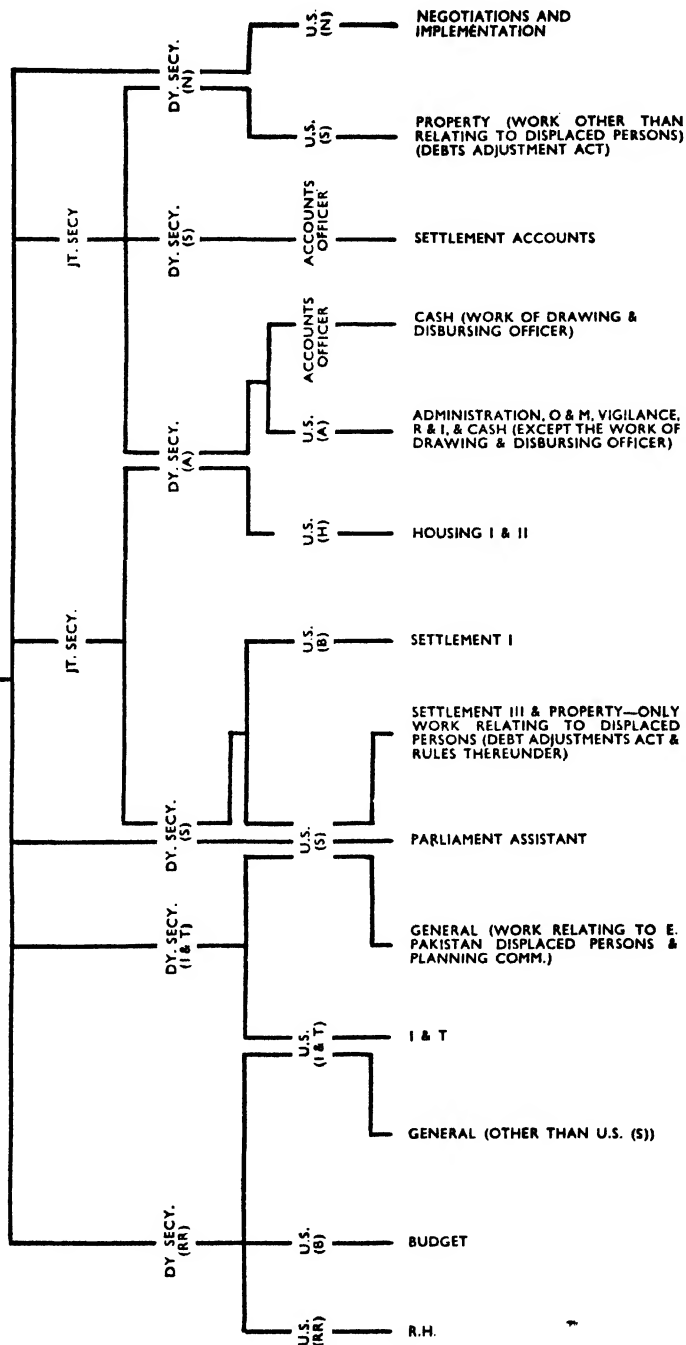 U.S.
(N)
NEGOTIATIONS AND
IMPLEMENTATION
DY. SECY.
(N)
U.S.
(S)
PROPERTY (WORK OTHER THAN
RELATING TO DISPLACED PERSONS)
(DEBTS ADJUSTMENT ACT)
JT. SECY
DY. SECY.
(S)
ACCOUNTS
OFFICER
SETTLEMENT ACCOUNTS
ACCOUNTS
OFFICER
CASH (WORK OF DRAWING &
DISBURSING OFFICER)
DY. SECY.
(A)
U.S.
(A)
ADMINISTRATION, O & M, VIGILANCE,
R & I, & CASH (EXCEPT THE WORK OF
DRAWING & DISBURSING OFFICER)
U.S.
(H)
HOUSING I & II
JT. SECY.
U.S.
(B)
SETTLEMENT I
SETTLEMENT III & PROPERTY—ONLY
WORK RELATING TO DISPLACED
PERSONS (DEBT ADJUSTMENTS ACT &
RULES THEREUNDER)
DY. SECY.
(S)
U.S.
(S)
PARLIAMENT ASSISTANT
DY. SECY.
(I & T)
GENERAL (WORK RELATING TO E.
PAKISTAN DISPLACED PERSONS &
PLANNING COMM.)
U.S.
(I & T)
I & T
GENERAL (OTHER THAN U.S. (S))
DY SECY.
(RR)
U.S.
(B)
BUDGET
U.S.
(RR)
R.H.